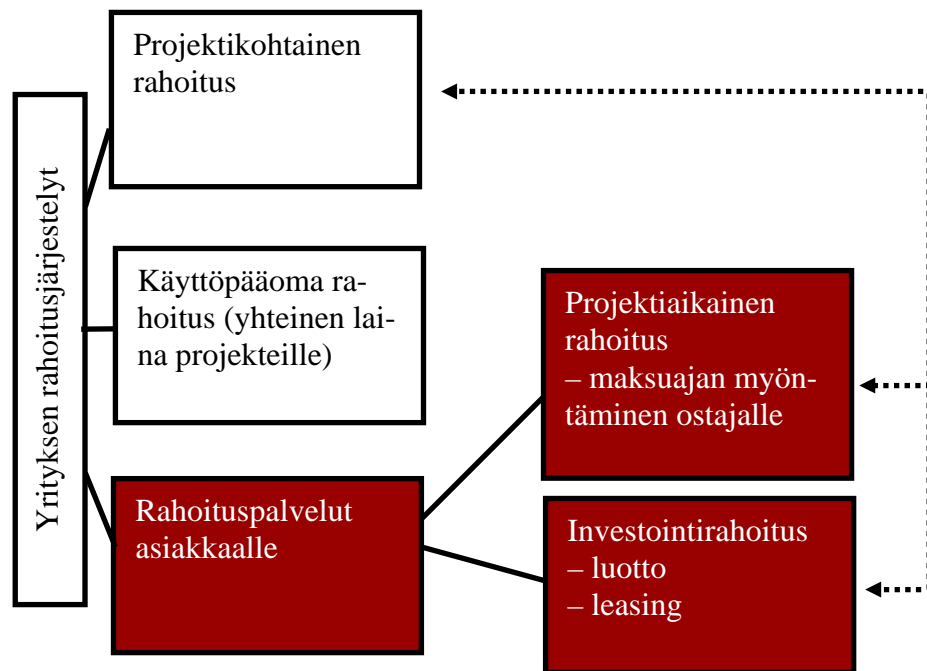 Yrityksen rahoitusjärjestelyt
Projektikohtainen
rahoitus
Käyttöpääoma ra-
hoitus (yhteinen lai-
na projekteille)
Rahoituspalvelut
asiakkaalle
Projektiaikainen
rahoitus
– maksuajan myön-
täminen ostajalle
Investointirahoitus
– luotto
– leasing